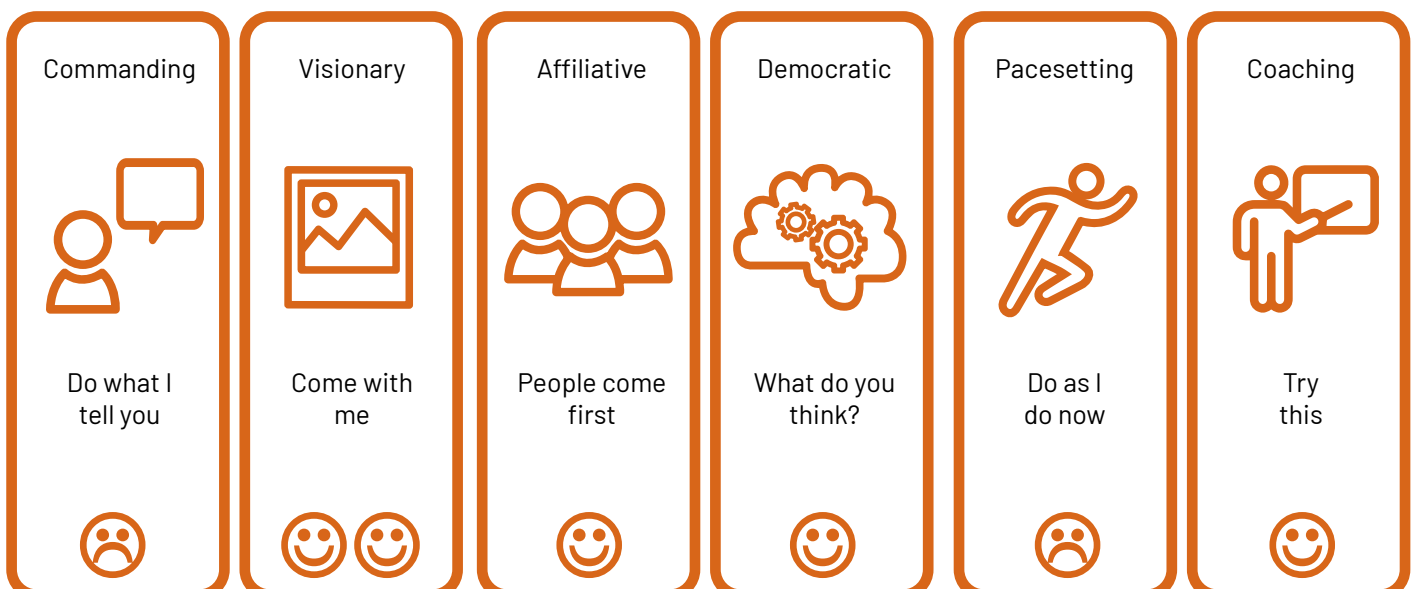 Commanding
Do what I
tell you
Visionary
Come with
me
Affiliative
People come
first
Democratic
What do you
think?
Pacesetting
Do as I
do now
Coaching
Try
this